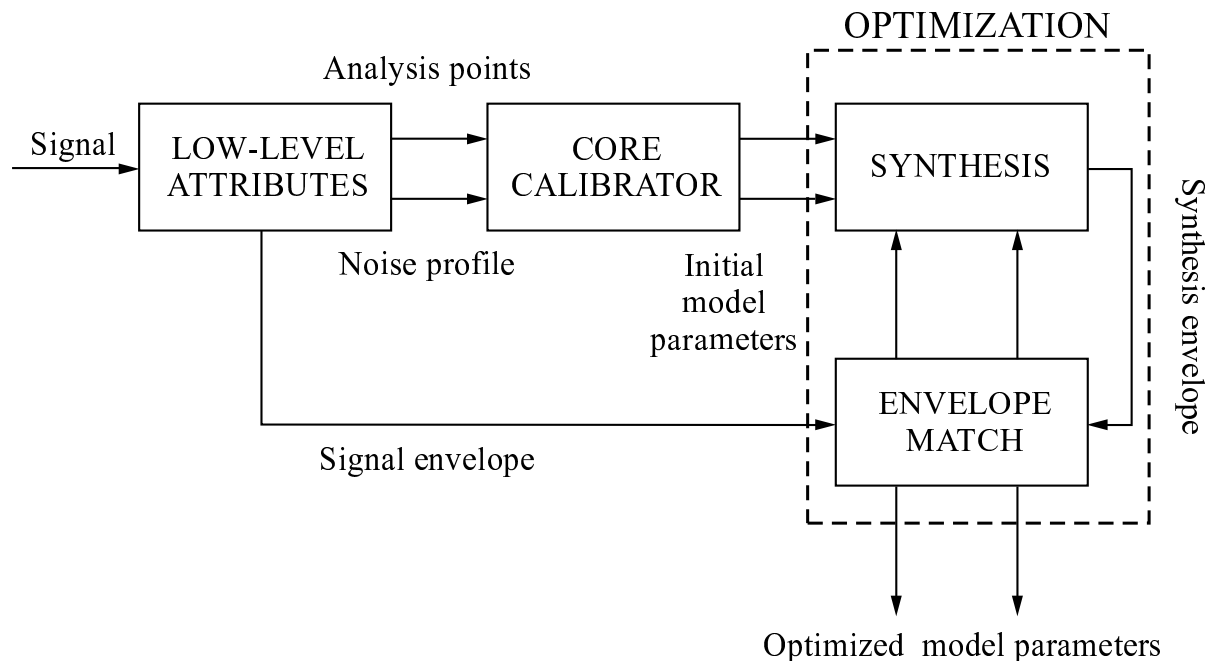 OPTIMIZATION
Analysis points
Signal
LOW-LEVEL
ATTRIBUTES
CORE
CALIBRATOR
SYNTHESIS
Noise profile
Initial
model
parameters
Synthesis envelope
ENVELOPE
MATCH
Signal envelope
Optimized model parameters